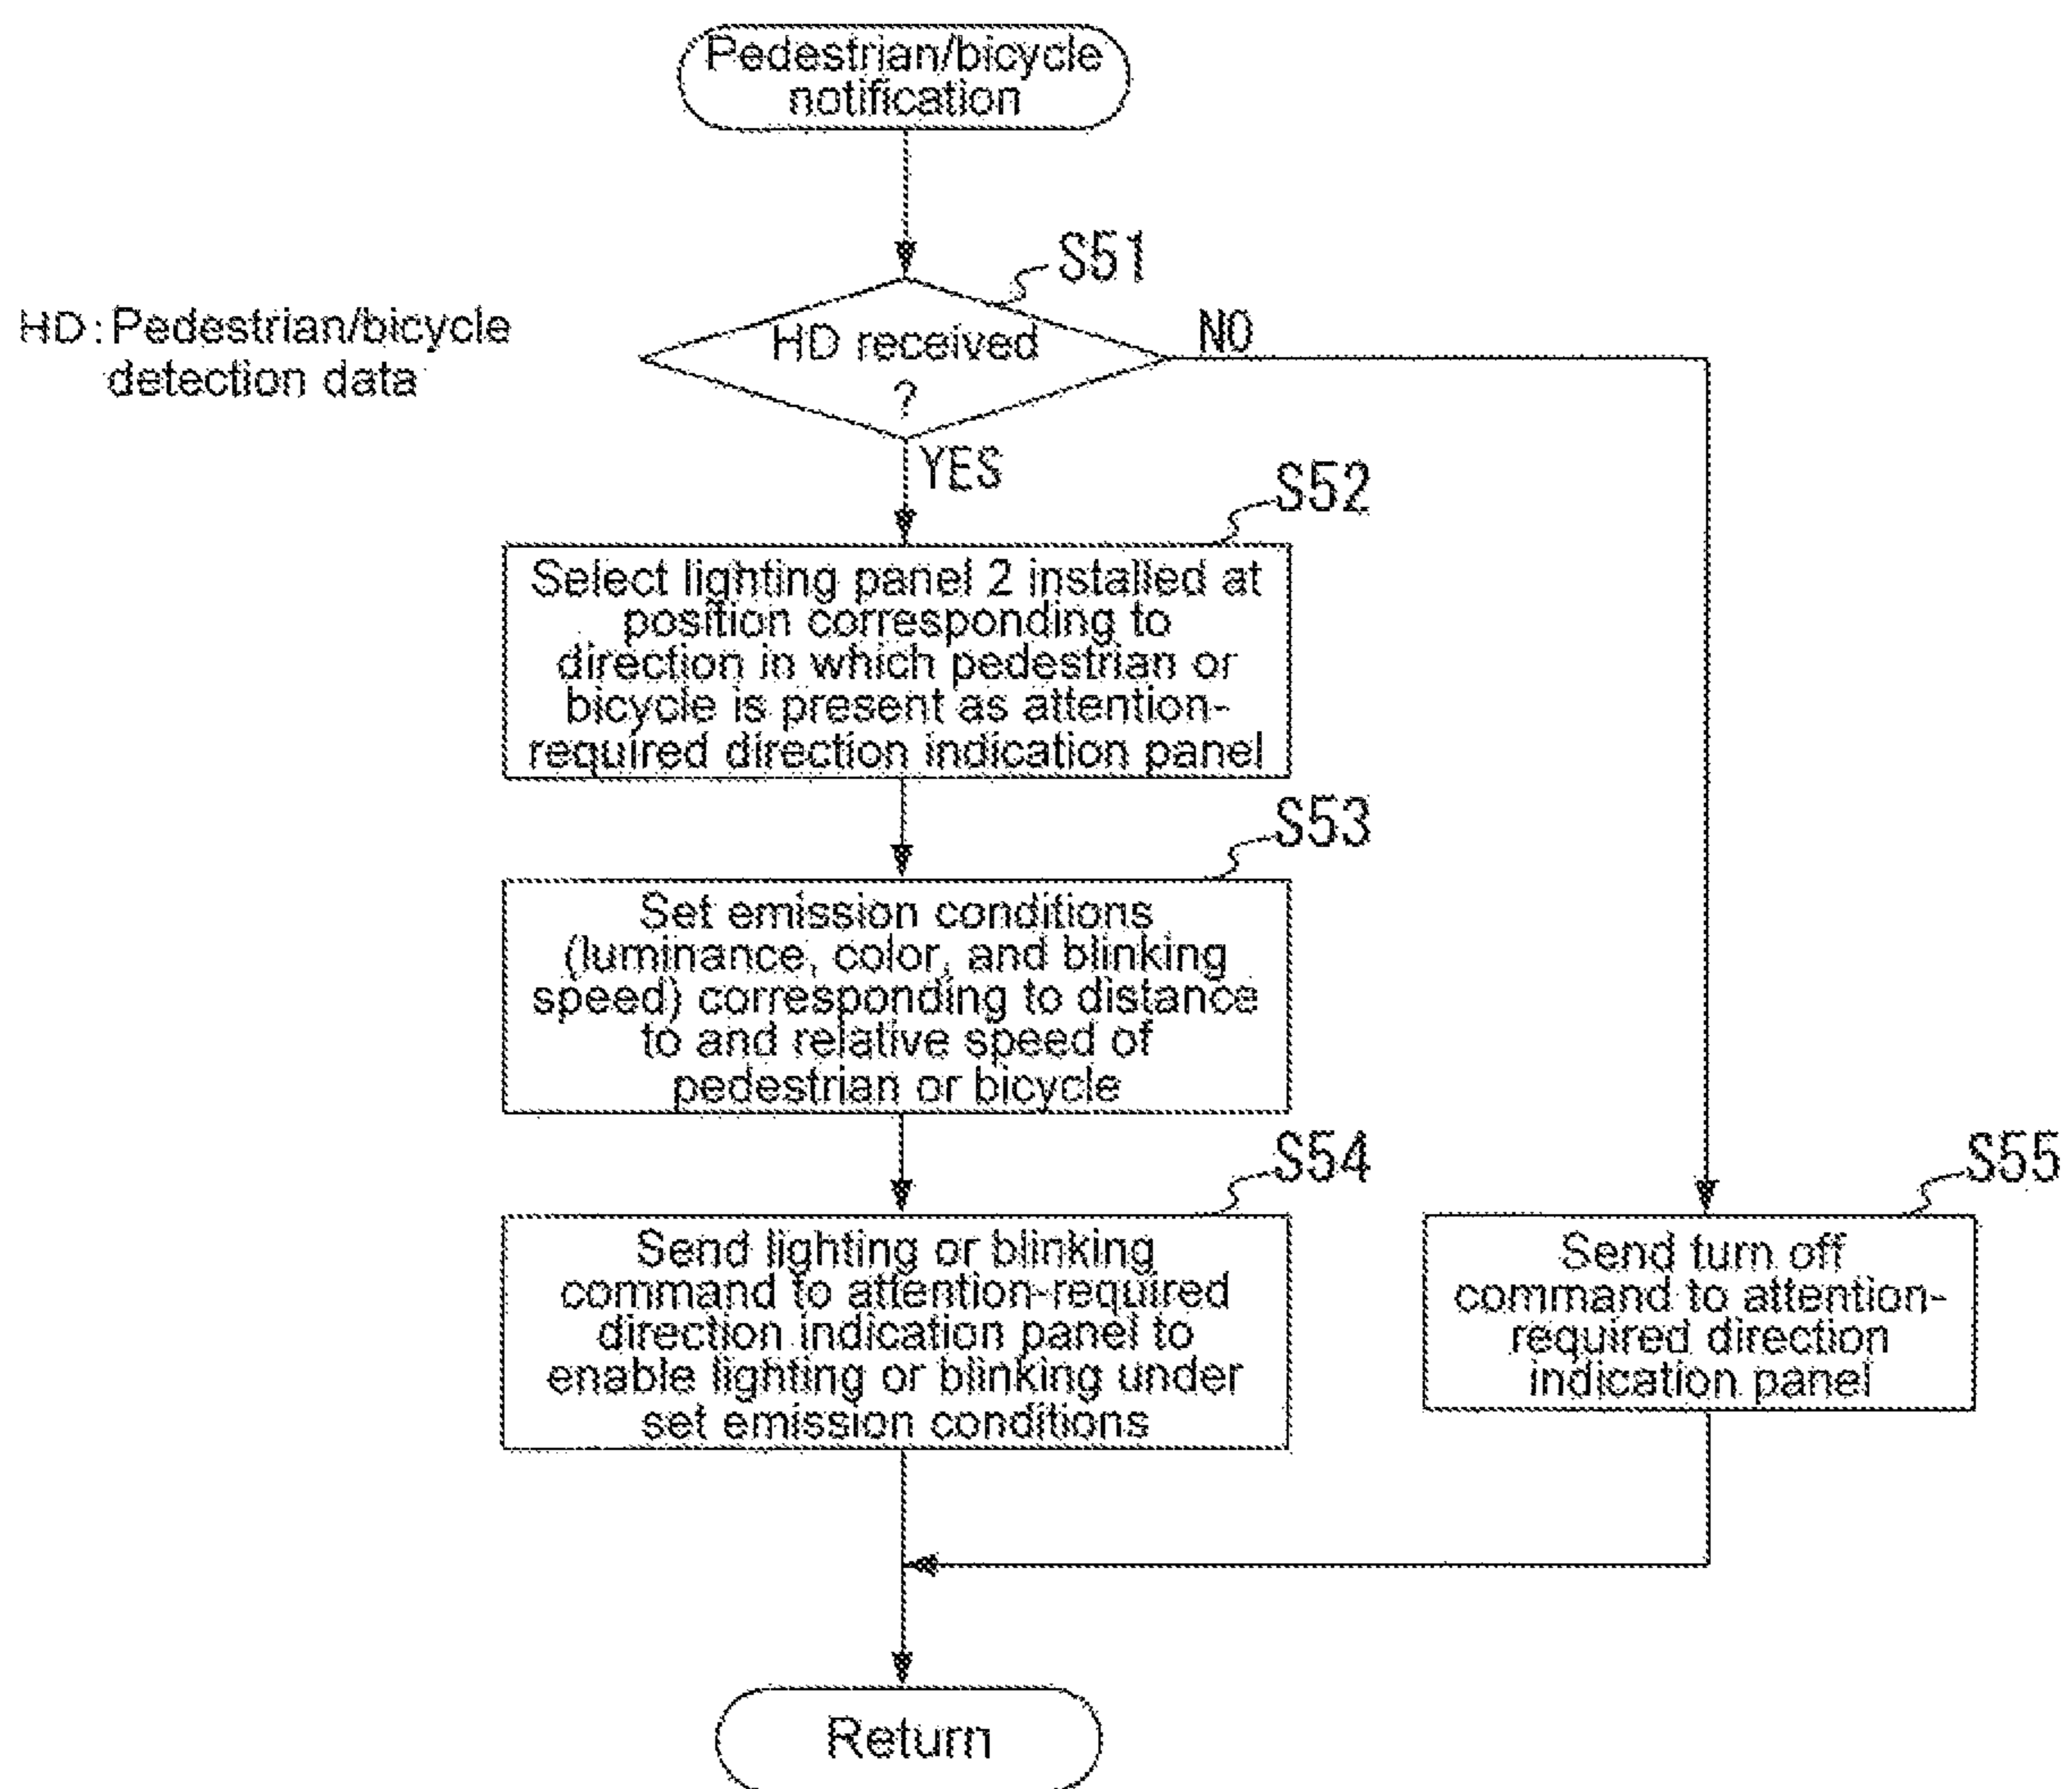 Pedestrian/bicycle
notification
S51
HD:Pedestrian/bicycle
detection data
HD received
?
NO
YES
S52
Select lighting panel 2 installed at
position corresponding to
direction in which pedestrian or
bicycle is present as attention-
required direction indication panel
S53
Set emission conditions
(luminance, color, and blinking
speed) corresponding to distance
to and relative speed of
pedestrian or bicycle
S54
Send lighting or blinking
command to attention-required
direction indication panel to
enable lighting or blinking under
set emission conditions
S55
Send turn off
command to attention-
required direction
indication panel
Return